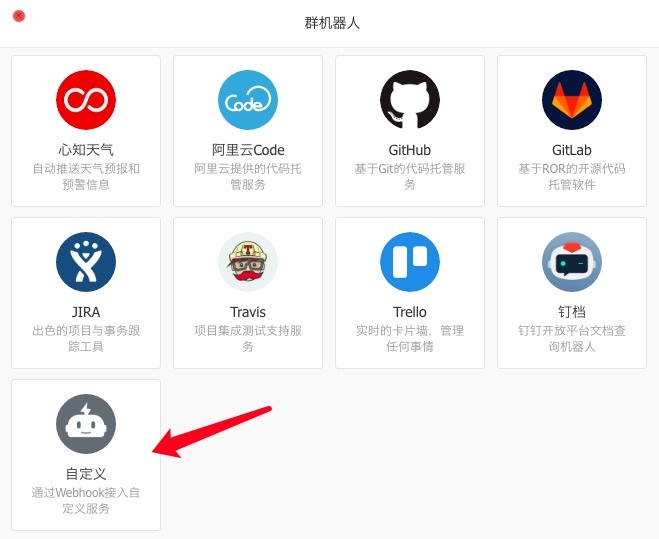 群机器人
心知天气
自动推送天气预报和
预警信息
Code
阿里云Code
阿里云提供的代码托
管服务
GitHub
基于Git的代码托管服
务
GitLab
基于ROR的开源代码
托管软件
JIRA
出色的项目与事务跟
踪工具
T
Travis
项目集成测试支持服
务
Trello
实时的卡片墙，管理
任何事情
钉档
钉钉开放平台文档查
询机器人
自定义
通过Webhook接入自
定义服务